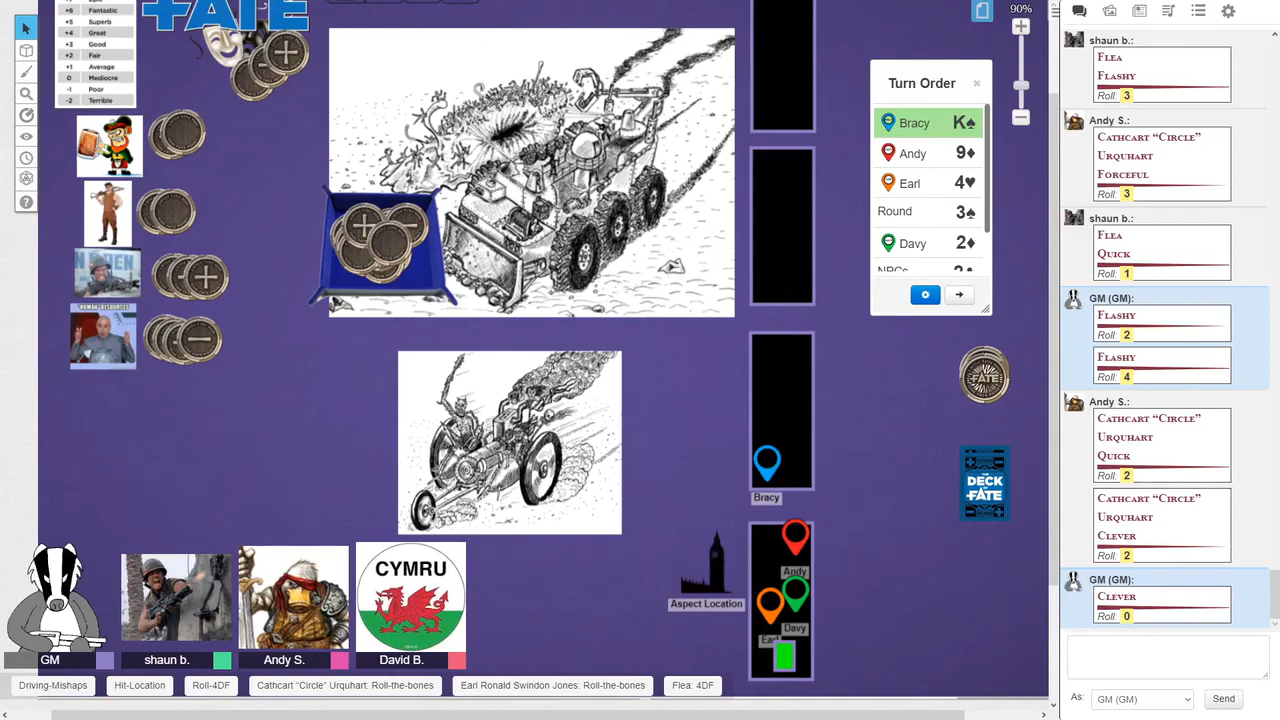 +6 Fantastic
+5 Superb
+4 Great
+3 Good
+2 Fair
+1 Average
0 Mediocre
-1 Poor
-2 Terrible
FATE
HUMAN RESOURCES
90%
Turn Order ×
Bracy K♠
Andy 9♦
Earl 4♥
Round 3♠
Davy 2♦
NPCs
FATE
THE
DECK
OF
FATE
Bracy
Andy
Davy
Earl
Aspect Location
CYMRU
GM
shaun b.
Andy S.
David B.
Driving-Mishaps
Hit-Location
Roll-4DF
Cathcart “Circle” Urquhart: Roll-the-bones
Earl Ronald Swindon Jones: Roll-the-bones
Flea: 4DF
shaun b.:
Flea
Flashy
Roll: 3
Andy S.:
Cathcart “Circle”
Urquhart
Forceful
Roll: 3
shaun b.:
Flea
Quick
Roll: 1
GM (GM):
Flashy
Roll: 2
Flashy
Roll: 4
Andy S.:
Cathcart “Circle”
Urquhart
Quick
Roll: 2
Cathcart “Circle”
Urquhart
Clever
Roll: 2
GM (GM):
Clever
Roll: 0
As: GM (GM)
Send